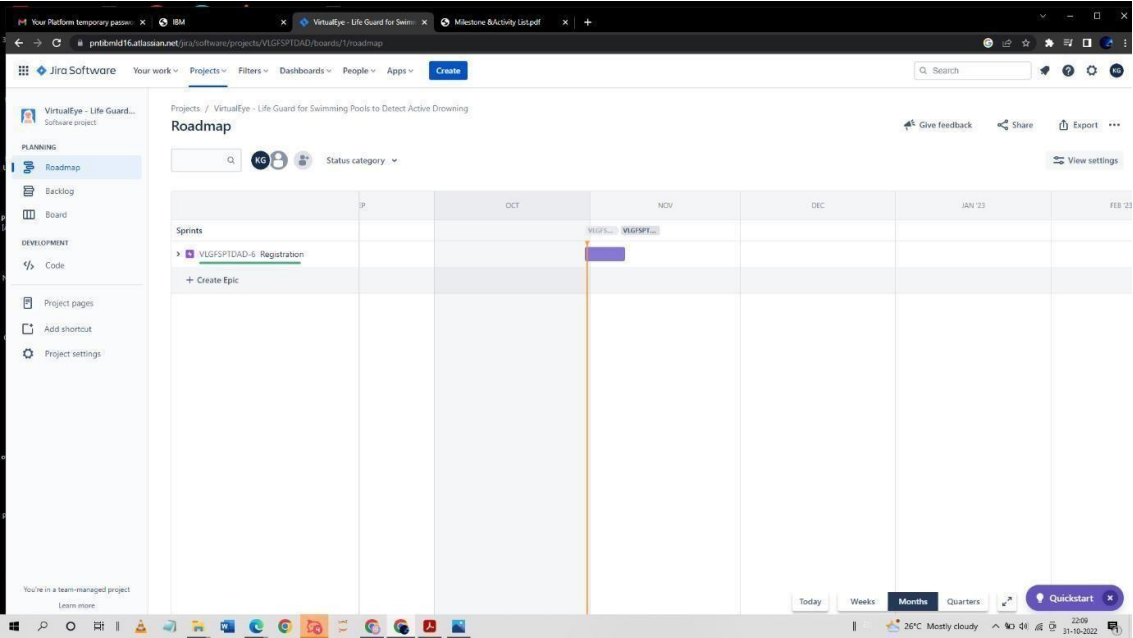 Your Platform temporary passw
IBM
VirtualEye - Life Guard for Swimm
Milestone &Activity List.pdf
pntibmld16.atlassian.net/jira/software/projects/VLGFSPTDAD/boards/1/roadmap
Jira Software
Your work
Projects
Filters
Dashboards
People
Apps
Create
Search
KG
VirtualEye - Life Guard...
Software project
PLANNING
Roadmap
Backlog
Board
DEVELOPMENT
Code
Project pages
Add shortcut
Project settings
You're in a team-managed project
Learn more
Projects / VirtualEye - Life Guard for Swimming Pools to Detect Active Drowning
Roadmap
Give feedback
Share
Export
KG
Status category
View settings
OCT
NOV
DEC
JAN '23
FEB '23
Sprints
VLGFS...
VLGFSPT...
VLGFSPTDAD-6 Registration
+ Create Epic
Today
Weeks
Months
Quarters
Quickstart
26°C Mostly cloudy
22:09
31-10-2022